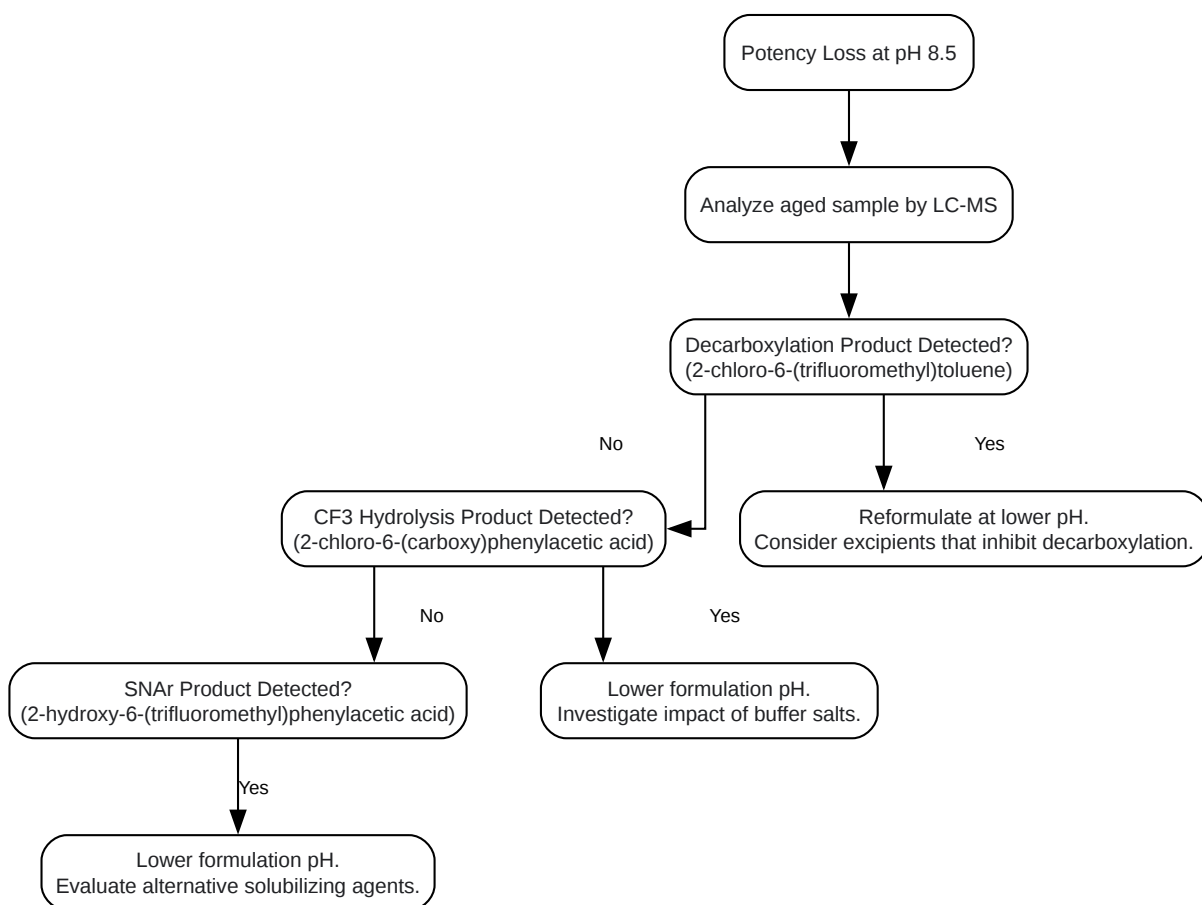 Potency Loss at pH 8.5
Analyze aged sample by LC-MS
Decarboxylation Product Detected?
(2-chloro-6-(trifluoromethyl)toluene)
No
Yes
CF3 Hydrolysis Product Detected?
(2-chloro-6-(carboxy)phenylacetic acid)
Reformulate at lower pH.
Consider excipients that inhibit decarboxylation.
No
Yes
SNAr Product Detected?
(2-hydroxy-6-(trifluoromethyl)phenylacetic acid)
Lower formulation pH.
Investigate impact of buffer salts.
Yes
Lower formulation pH.
Evaluate alternative solubilizing agents.